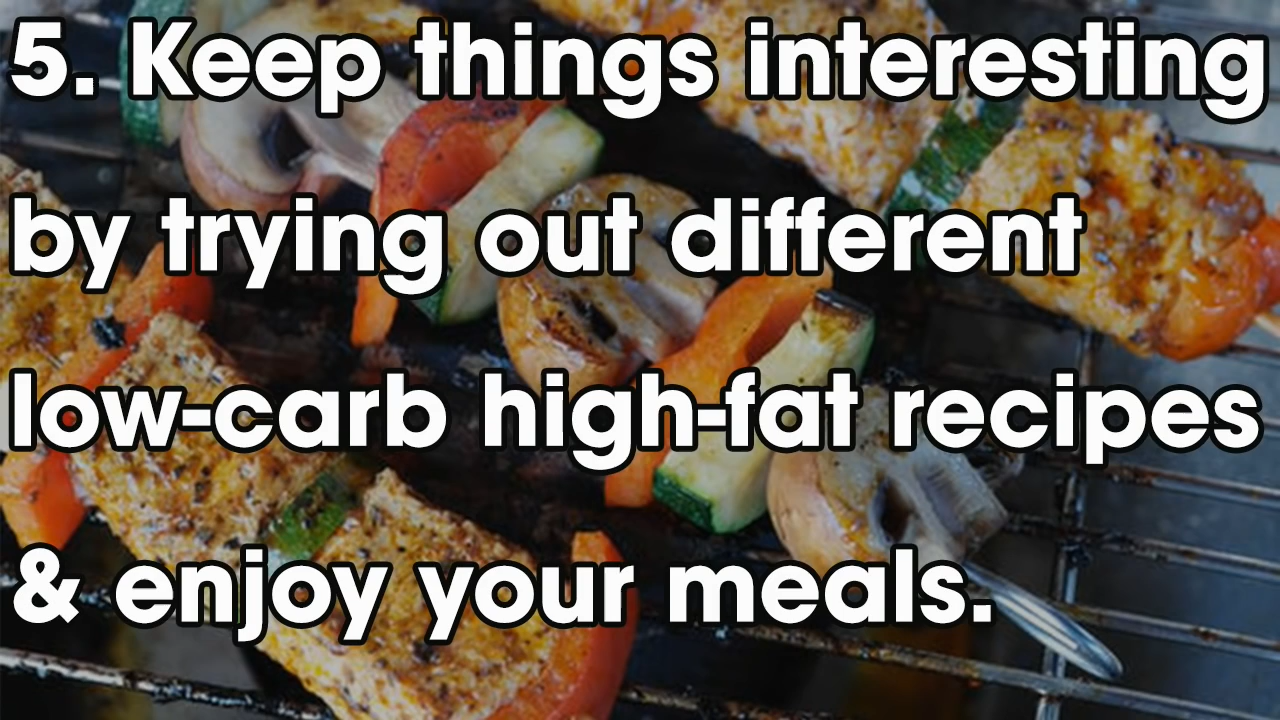 5. Keep things interesting
by trying out different
low-carb high-fat recipes
& enjoy your meals.